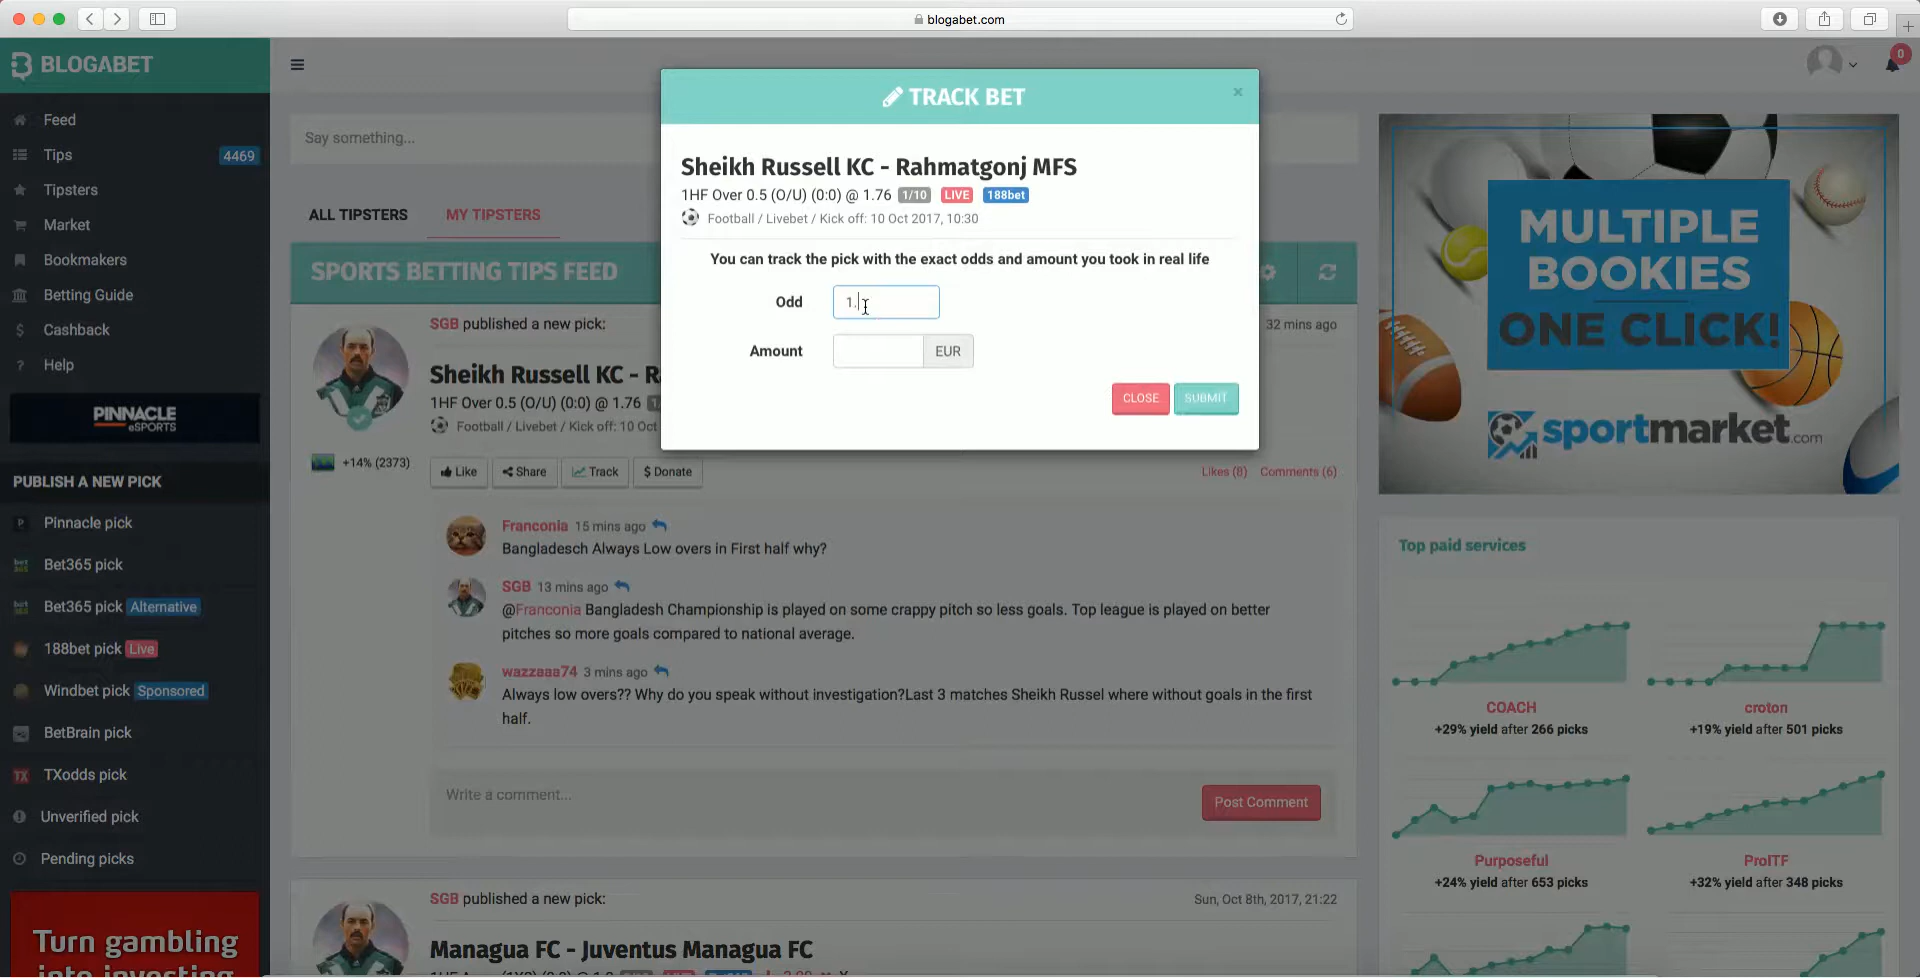 blogabet.com
BLOGABET
0
Feed
Tips 4469
Tipsters
Market
Bookmakers
Betting Guide
$ Cashback
? Help
PINNACLE
eSPORTS
PUBLISH A NEW PICK
P Pinnacle pick
bet365 Bet365 pick
bet365 Bet365 pick Alternative
188bet pick Live
Windbet pick Sponsored
BetBrain pick
TX TXodds pick
Unverified pick
Pending picks
Turn gambling
into investing
Say something...
ALL TIPSTERS MY TIPSTERS
SPORTS BETTING TIPS FEED
SGB published a new pick:
32 mins ago
Sheikh Russell KC - R
1HF Over 0.5 (O/U) (0:0) @ 1.76
Football / Livebet / Kick off: 10 Oct
+14% (2373)
Like Share Track $ Donate
Likes (8) Comments (6)
Franconia 15 mins ago
Bangladesch Always Low overs in First half why?
SGB 13 mins ago
@Franconia Bangladesh Championship is played on some crappy pitch so less goals. Top league is played on better
pitches so more goals compared to national average.
wazzaaa74 3 mins ago
Always low overs?? Why do you speak without investigation?Last 3 matches Sheikh Russel where without goals in the first
half.
Write a comment...
Post Comment
SGB published a new pick:
Sun, Oct 8th, 2017, 21:22
Managua FC - Juventus Managua FC
TRACK BET
×
Sheikh Russell KC - Rahmatgonj MFS
1HF Over 0.5 (O/U) (0:0) @ 1.76 1/10 LIVE 188bet
Football / Livebet / Kick off: 10 Oct 2017, 10:30
You can track the pick with the exact odds and amount you took in real life
Odd 1.
Amount EUR
CLOSE SUBMIT
MULTIPLE
BOOKIES
ONE CLICK!
sportmarket.com
Top paid services
COACH
+29% yield after 266 picks
croton
+19% yield after 501 picks
Purposeful
+24% yield after 653 picks
ProITF
+32% yield after 348 picks